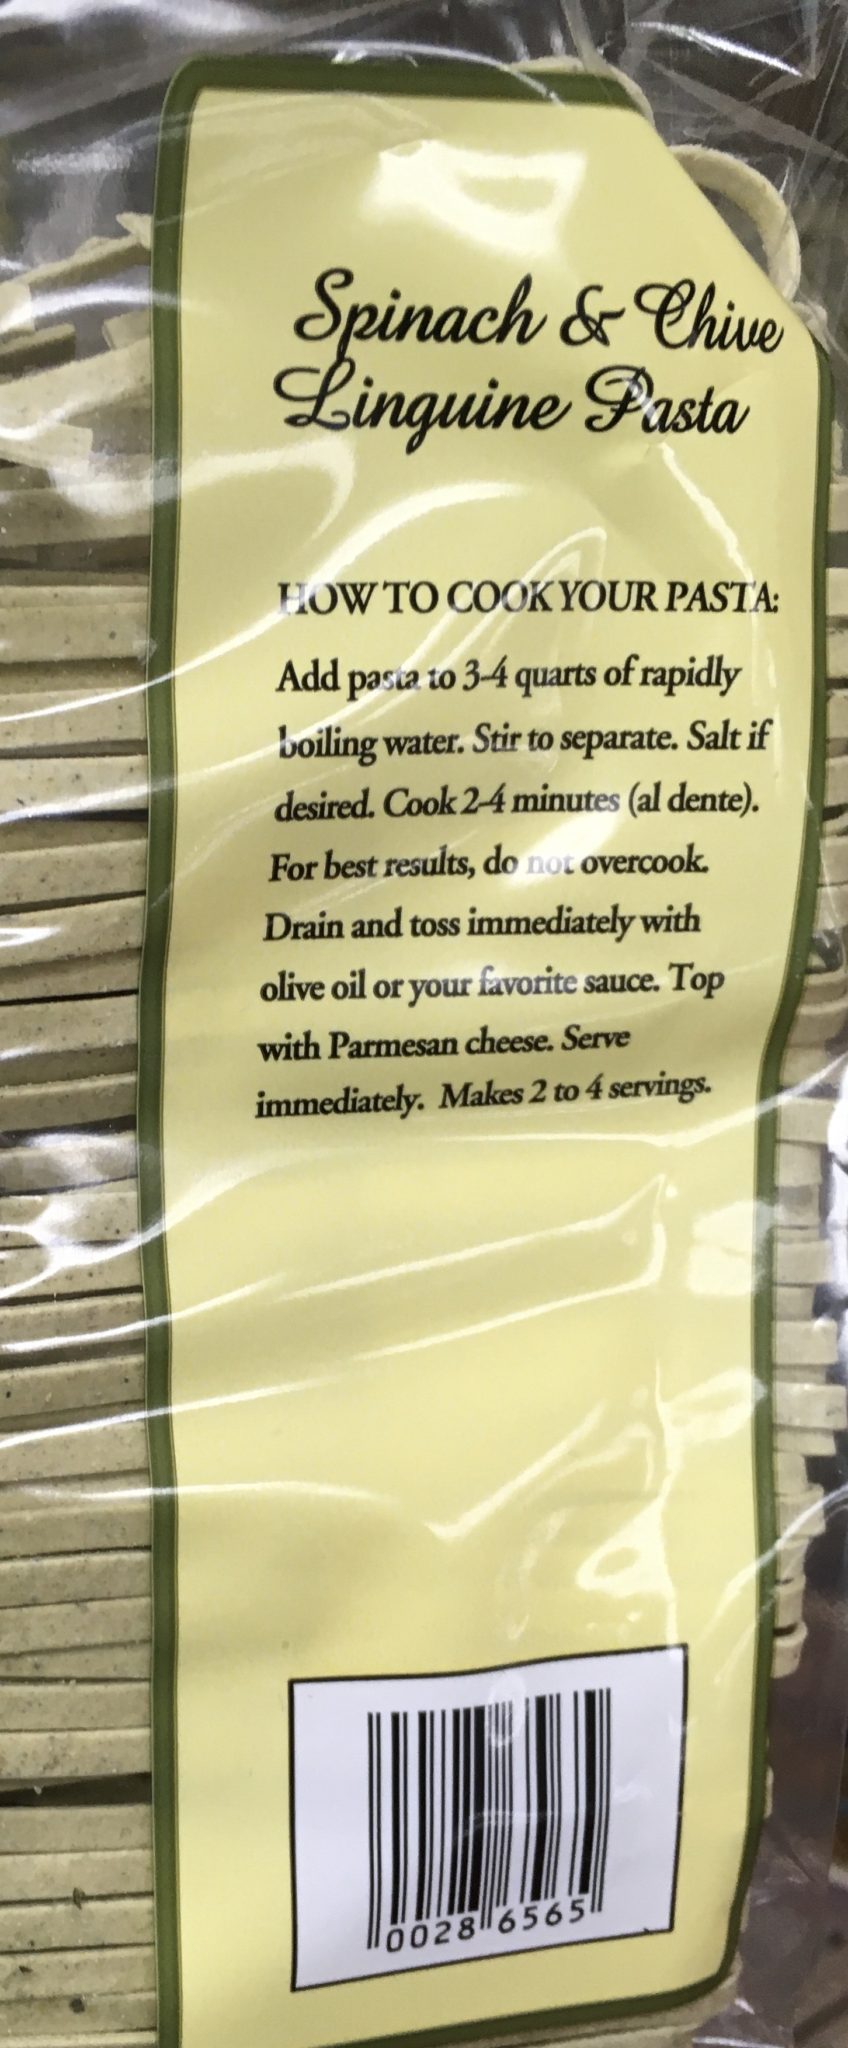 Spinach & Chive
Linguine Pasta
HOW TO COOK YOUR PASTA:
Add pasta to 3-4 quarts of rapidly
boiling water. Stir to separate. Salt if
desired. Cook 2-4 minutes (al dente).
For best results, do not overcook.
Drain and toss immediately with
olive oil or your favorite sauce. Top
with Parmesan cheese. Serve
immediately. Makes 2 to 4 servings.
0028 6565